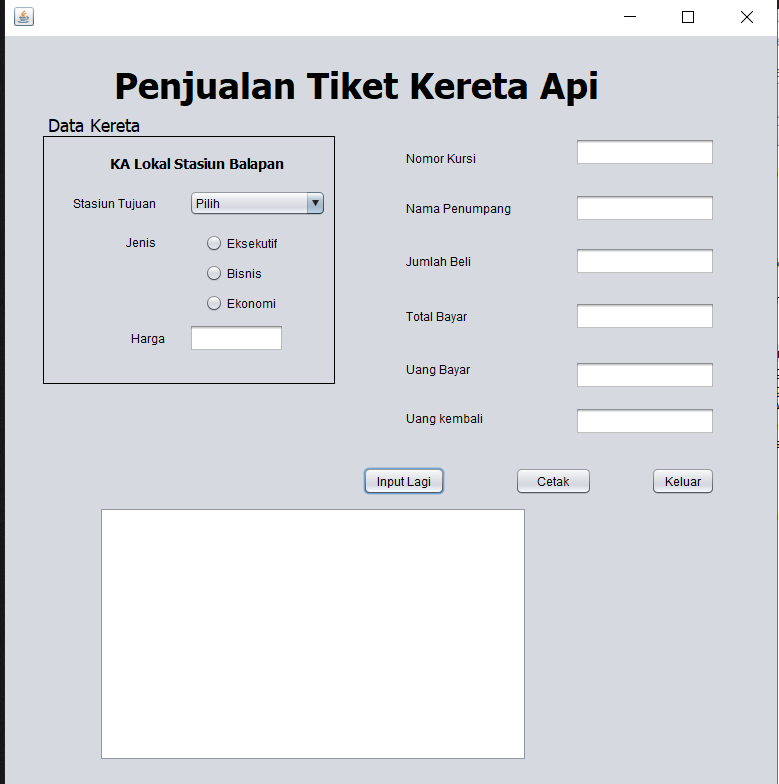 Penjualan Tiket Kereta Api
Data Kereta
KA Lokal Stasiun Balapan
Stasiun Tujuan
Pilih
Jenis
Eksekutif
Bisnis
Ekonomi
Harga
Nomor Kursi
Nama Penumpang
Jumlah Beli
Total Bayar
Uang Bayar
Uang kembali
Input Lagi
Cetak
Keluar